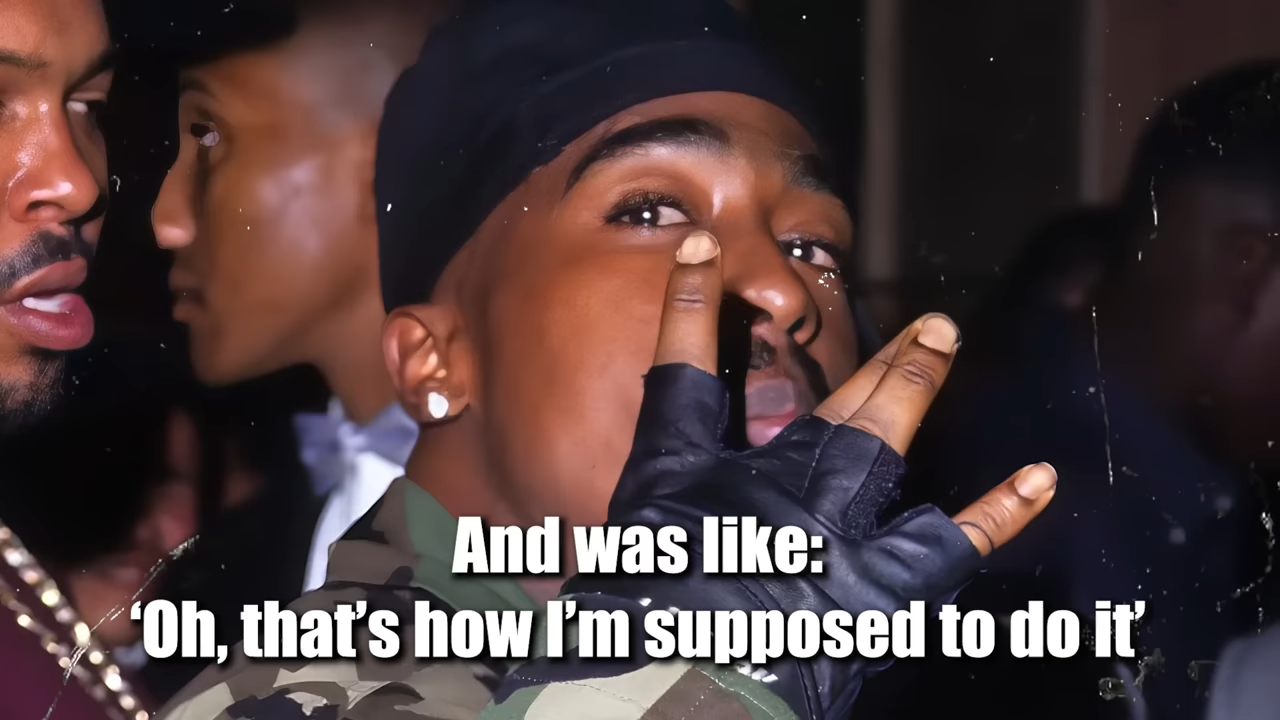 And was like:
‘Oh, that’s how I’m supposed to do it’